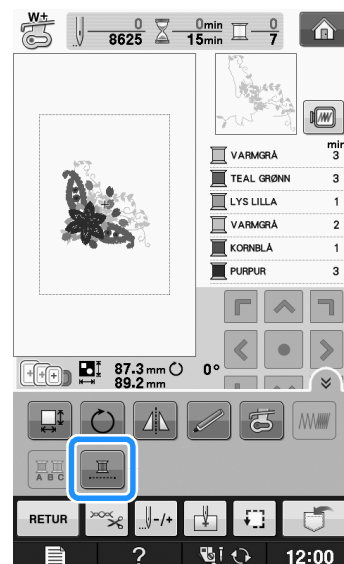 W+
0
8625
0min
15min
0
7
min
VARMGRÅ 3
TEAL GRØNN 3
LYS LILLA 1
VARMGRÅ 2
KORNBLÅ 1
PURPUR 3
87.3 mm 0°
89.2 mm
A B C
RETUR -/+
? 12:00